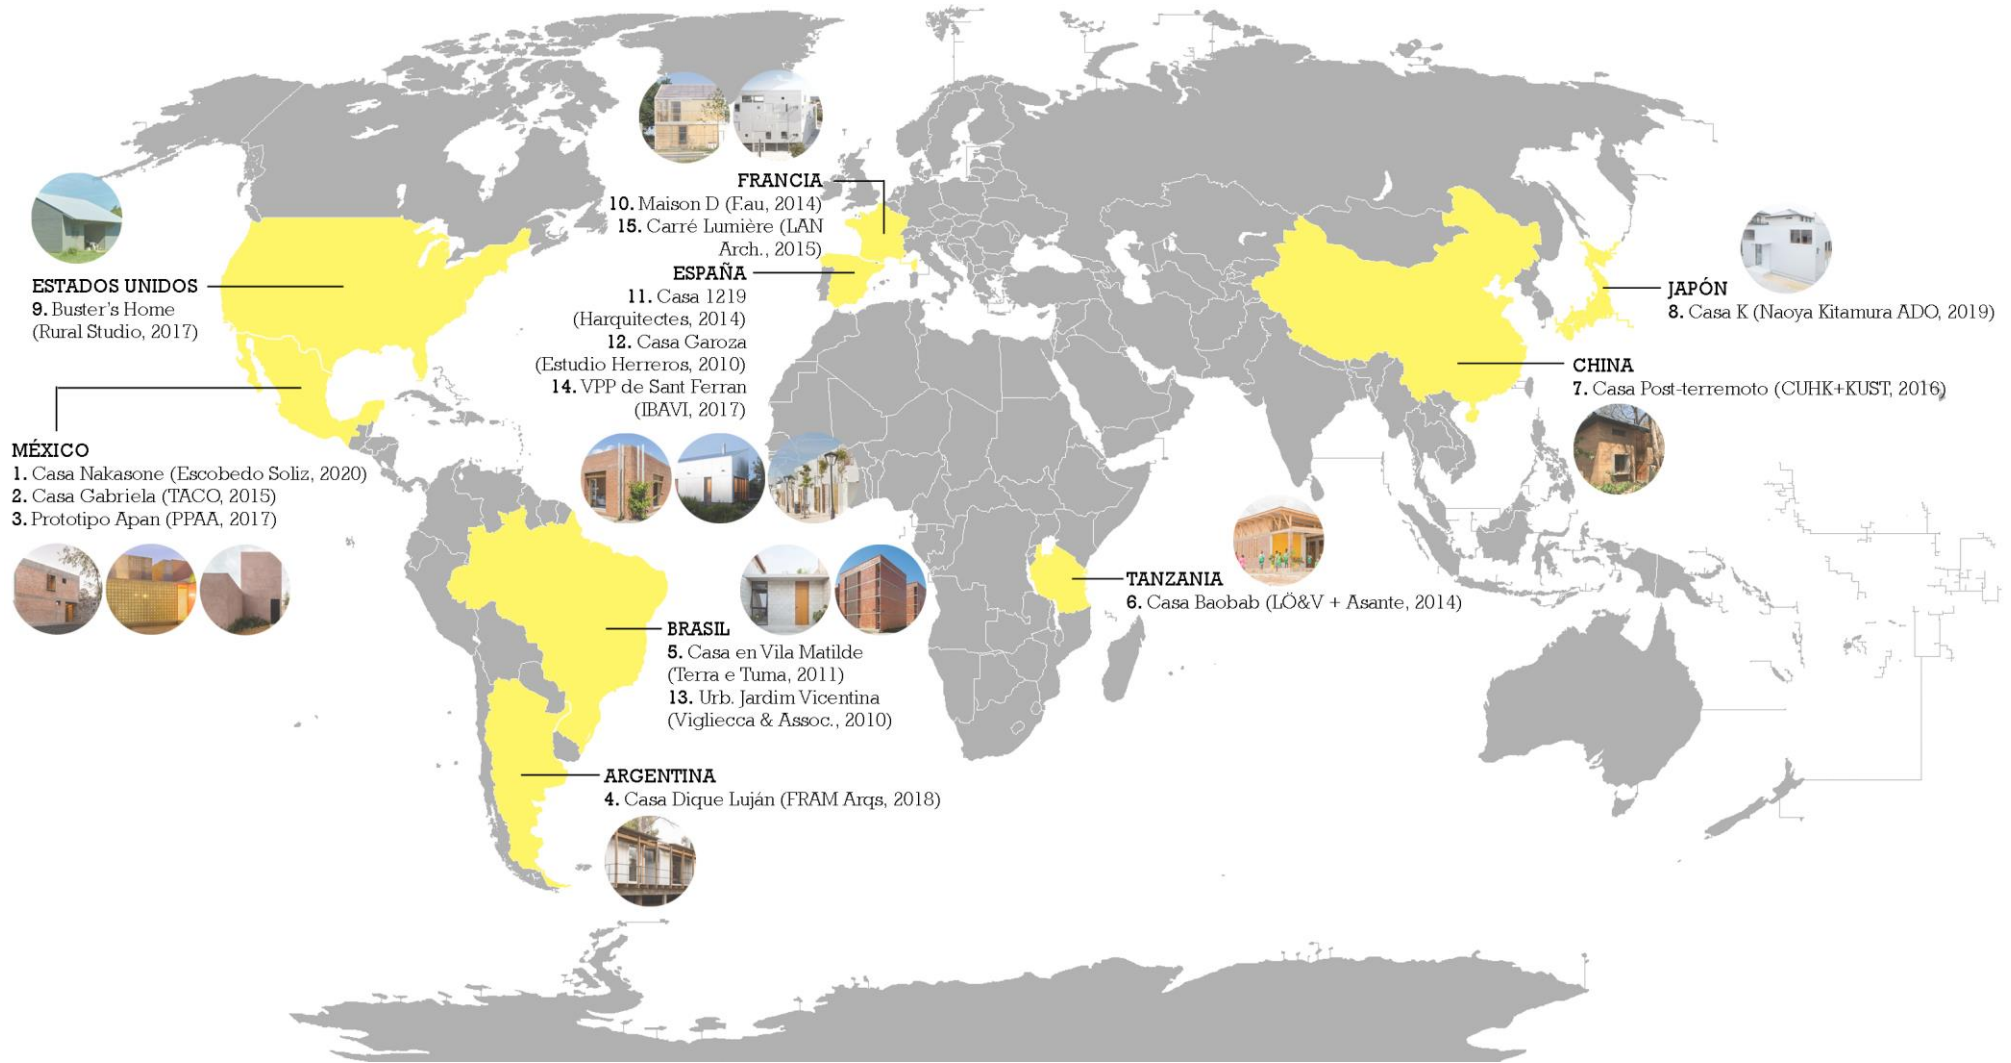 FRANCIA
10. Maison D (F.au, 2014)
15. Carré Lumière (LAN
Arch., 2015)
ESPAÑA
11. Casa 1219
(Harquitectes, 2014)
12. Casa Garoza
(Estudio Herreros, 2010)
14. VPP de Sant Ferran
(IBAVI, 2017)
ESTADOS UNIDOS
9. Buster's Home
(Rural Studio, 2017)
MÉXICO
1. Casa Nakasone (Escobedo Soliz, 2020)
2. Casa Gabriela (TACO, 2015)
3. Prototipo Apan (PPAA, 2017)
JAPÓN
8. Casa K (Naoya Kitamura ADO, 2019)
CHINA
7. Casa Post-terremoto (CUHK+KUST, 2016)
TANZANIA
6. Casa Baobab (LÖ&V + Asante, 2014)
BRASIL
5. Casa en Vila Matilde
(Terra e Tuma, 2011)
13. Urb. Jardim Vicentina
(Vigliecca & Assoc., 2010)
ARGENTINA
4. Casa Dique Luján (FRAM Arqs, 2018)